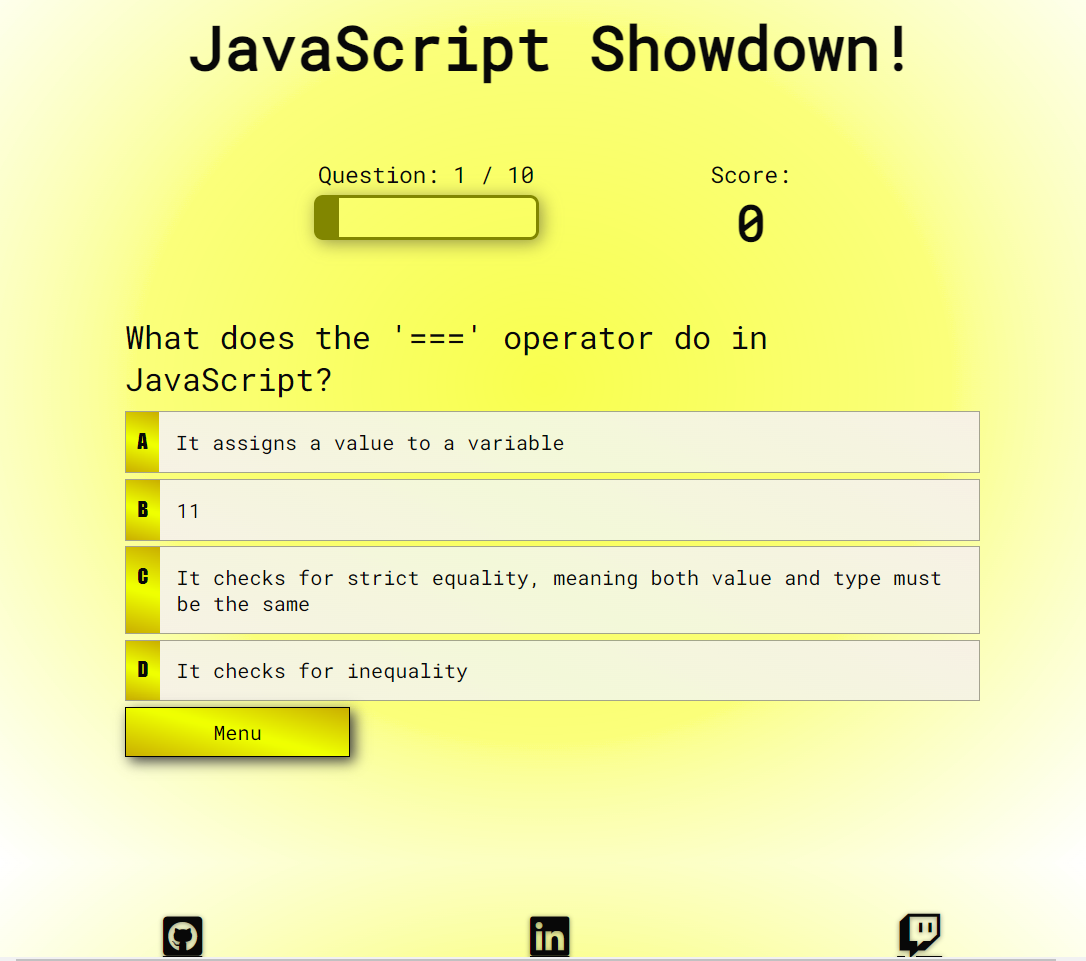 JavaScript Showdown!
Question: 1 / 10
Score:
0
What does the '===' operator do in
JavaScript?
A It assigns a value to a variable
B 11
C It checks for strict equality, meaning both value and type must
be the same
D It checks for inequality
Menu
in